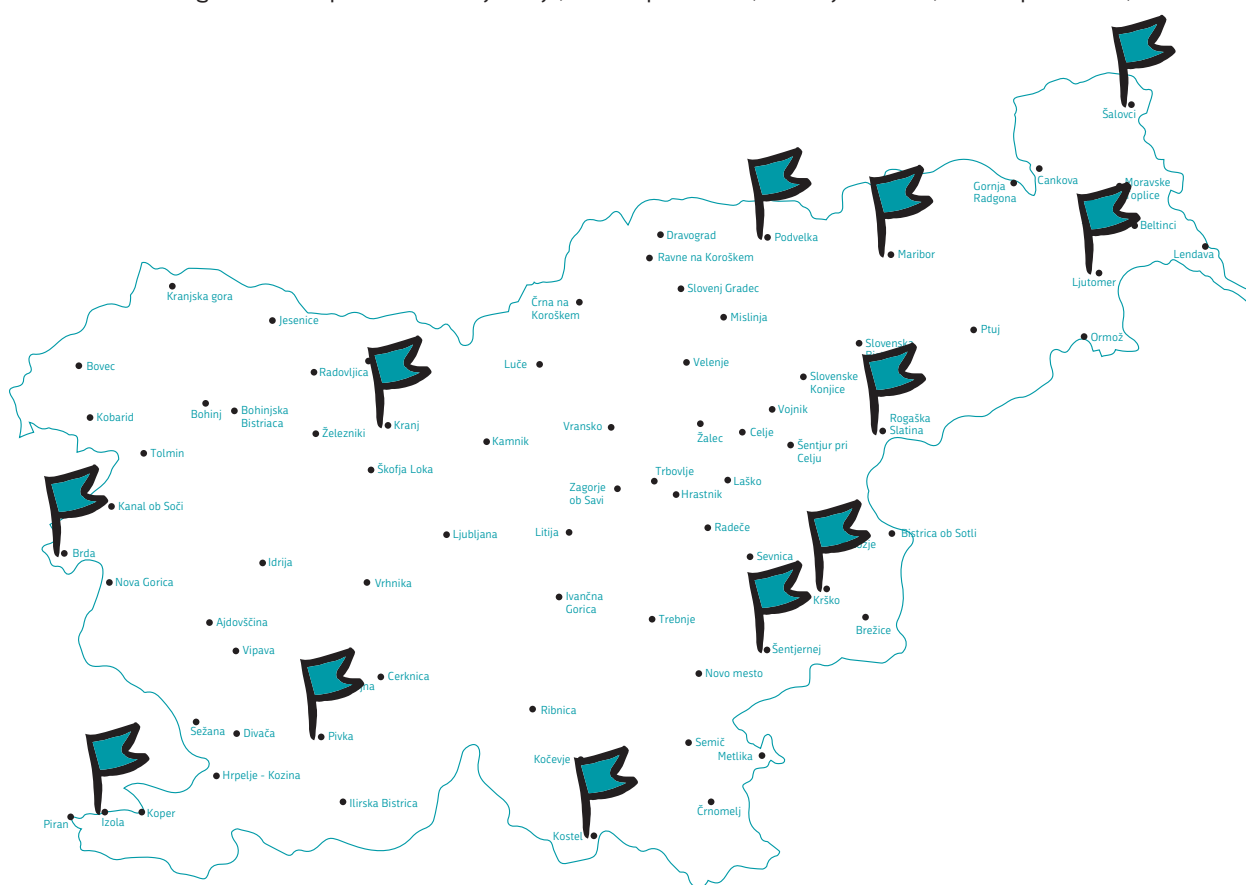 Šalovci
Cankova
Gornja
Radgona
Moravske
Beltinci
Lendava
Ljutomer
Dravograd
Podvelka
Maribor
Ravne na Koroškem
Slovenj Gradec
Črna na
Koroškem
Mislinja
Kranjska gora
Jesenice
Ptuj
Ormož
Slovenska
Bovec
Radovljica
Luče
Velenje
Slovenske
Konjice
Kobarid
Bohinj
Bohinjska
Bistriaca
Železniki
Kranj
Kamnik
Vransko
Žalec
Celje
Vojnik
Rogaška
Slatina
Šentjur pri
Celju
Tolmin
Škofja Loka
Trbovlje
Zagorje
ob Savi
Hrastnik
Laško
Kanal ob Soči
Ljubljana
Litija
Radeče
Bistrica ob Sotli
Brda
Idrija
Sevnica
Nova Gorica
Vrhnika
Ivančna
Gorica
Krško
Ajdovščina
Trebnje
Brežice
Vipava
Šentjernej
Cerknica
Novo mesto
Ribnica
Sežana
Divača
Pivka
Semič
Metlika
Kočevje
Hrpelje - Kozina
Ilirska Bistrica
Črnomelj
Piran
Izola
Koper
Kostel